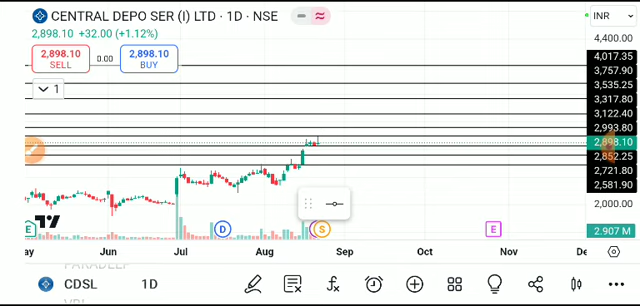 CENTRAL DEPO SER (I) LTD · 1D · NSE
INR
2,898.10 +32.00 (+1.12%)
2,898.10
SELL
0.00
2,898.10
BUY
1
4,400.00
4,017.35
3,757.90
3,535.25
3,317.80
3,122.40
2,993.80
2,898.10
2,852.25
2,721.80
2,581.90
2,000.00
2.907 M
E
D
S
E
TV
Jun
Jul
Aug
Sep
Oct
Nov
PARADEEP
CDSL
1D